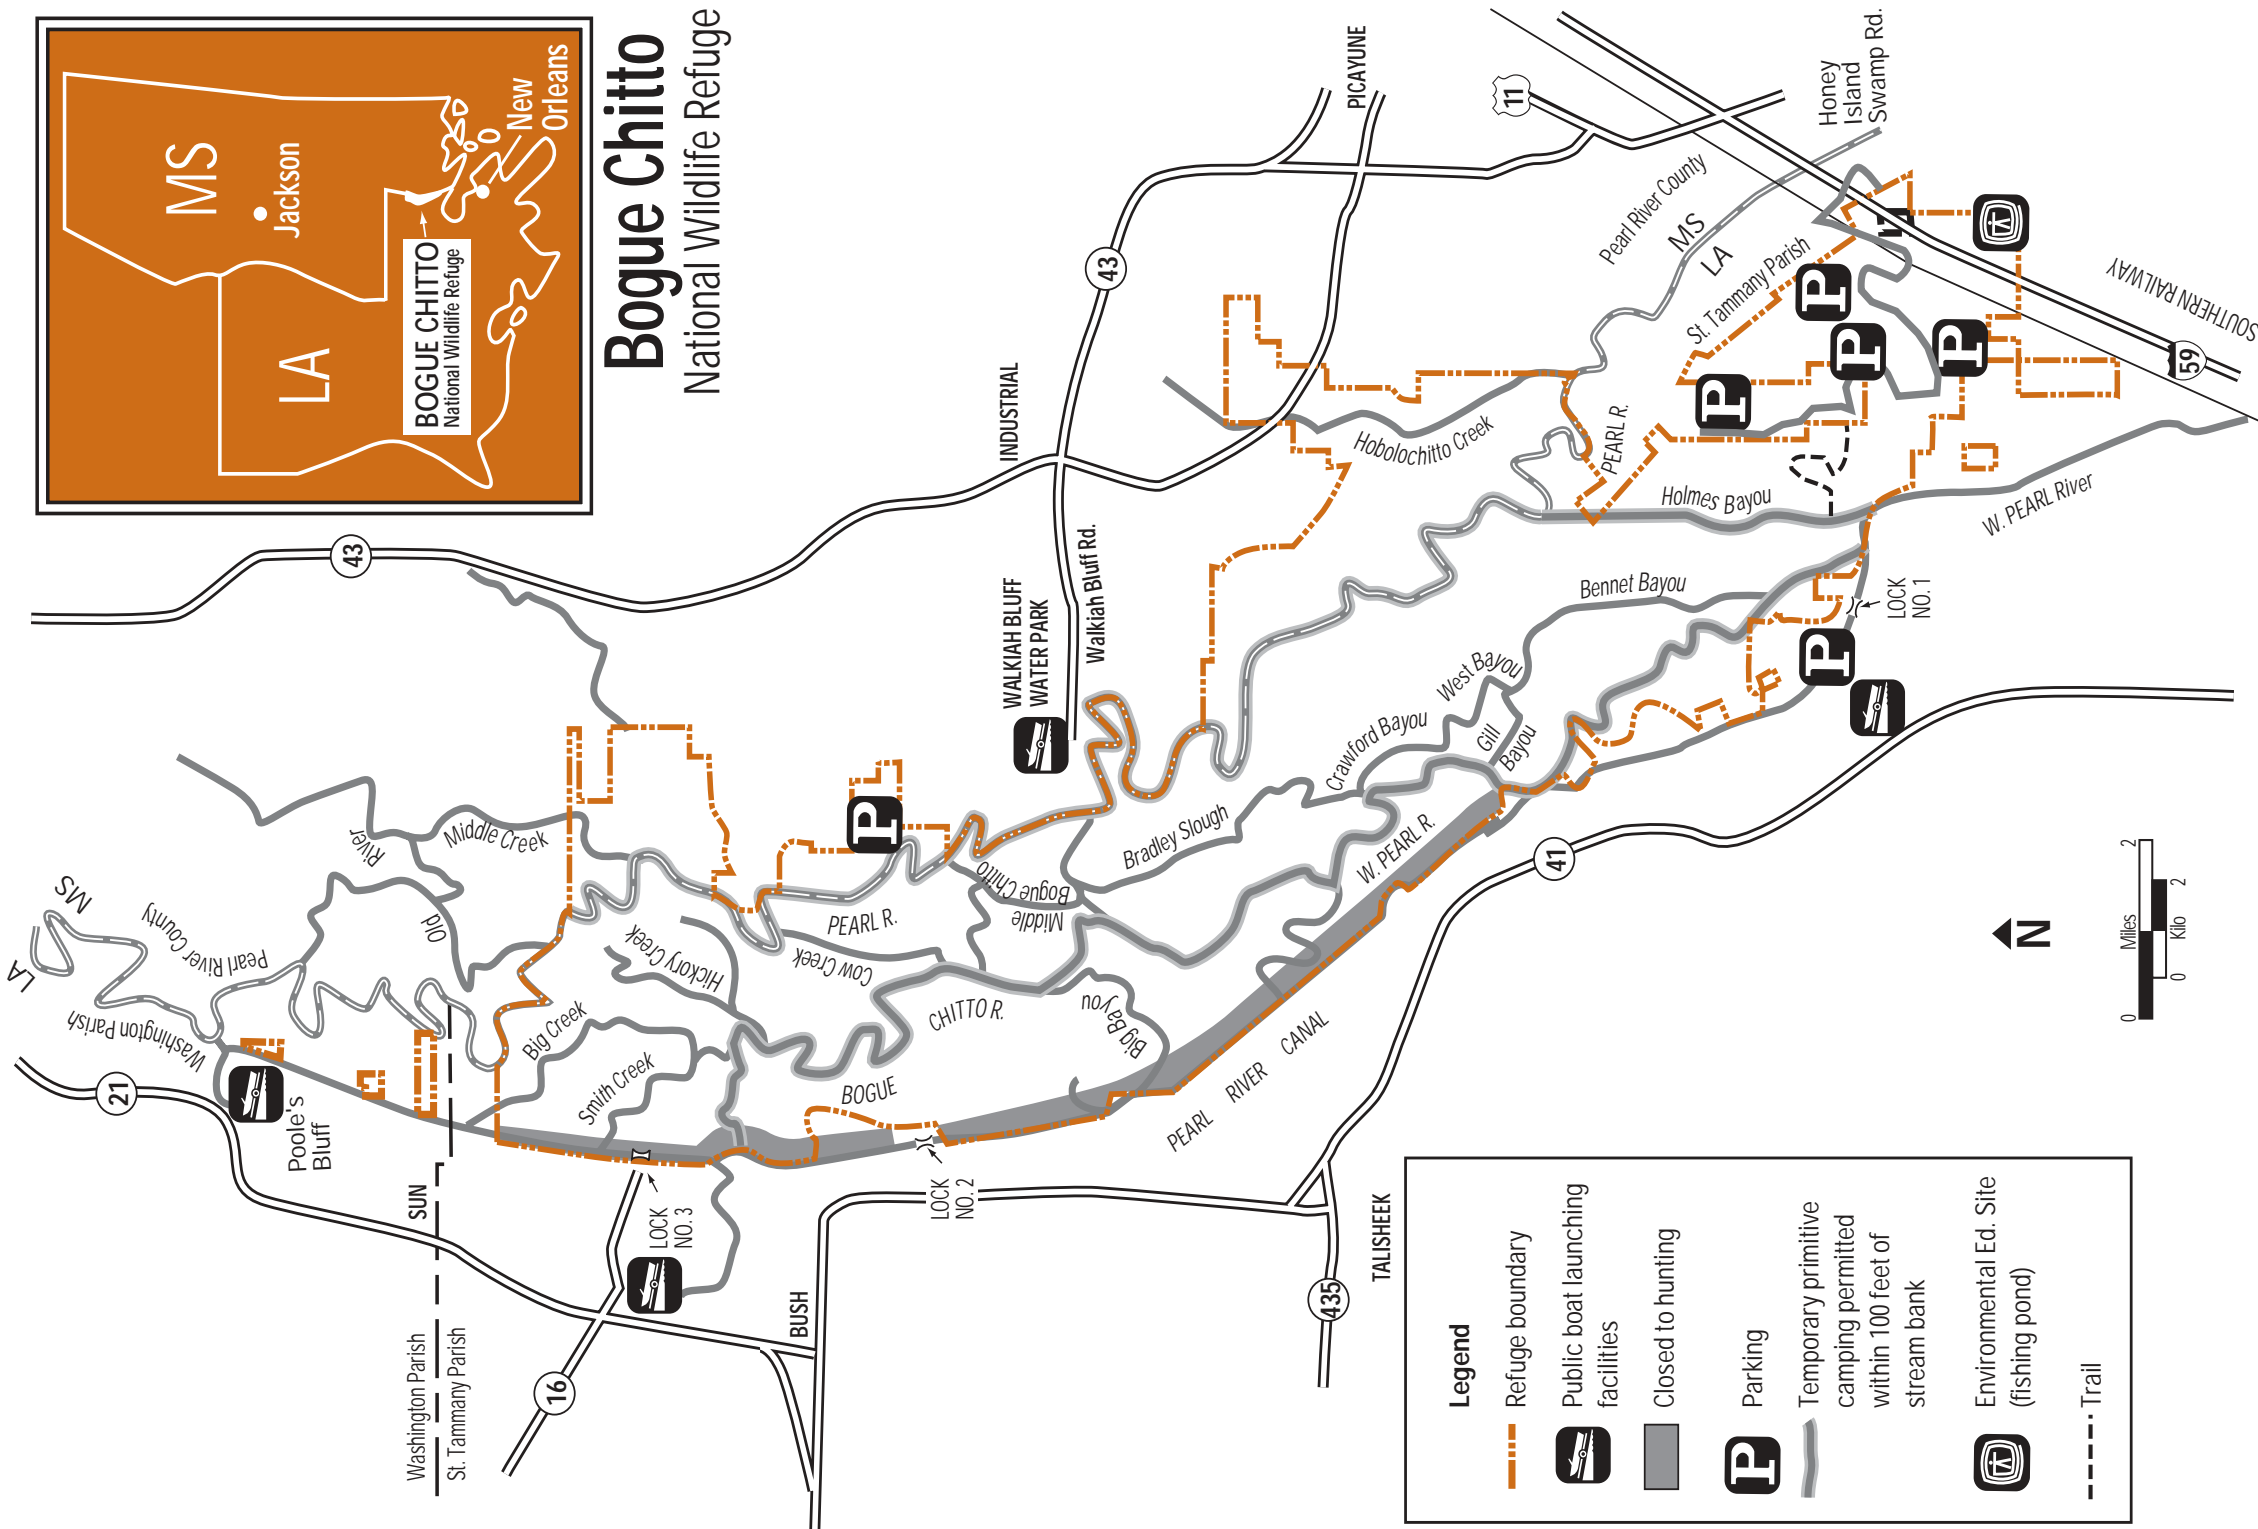 MS
Jackson
LA
New
Orleans
BOGUE CHITTO
National Wildlife Refuge
Bogue Chitto
National Wildlife Refuge
PICAYUNE
11
Honey
Island
Swamp Rd.
43
Pearl River County
MS
LA
St. Tammany Parish
P
P
P
P
SOUTHERN RAILWAY
59
INDUSTRIAL
Hobolochitto Creek
PEARL R.
Holmes Bayou
W. PEARL River
43
WALKIAH BLUFF
WATER PARK
Walkiah Bluff Rd.
Bennet Bayou
LOCK
NO. 1
P
West Bayou
Gill
Bayou
Crawford Bayou
Bradley Slough
W. PEARL R.
41
P
River
Middle Creek
Old
MS
LA
Pearl River County
Washington Parish
PEARL R.
Middle
Bogue Chitto
Cow Creek
Hickory Creek
CHITTO R.
Big Bayou
Big Creek
Smith Creek
BOGUE
PEARL
RIVER
CANAL
21
Poole's
Bluff
SUN
LOCK
NO. 3
LOCK
NO. 2
Washington Parish
St. Tammany Parish
16
BUSH
435
TALISHEEK
N
0
Miles
2
0
Kilo
2
Legend
Refuge boundary
Public boat launching
facilities
Closed to hunting
P
Parking
Temporary primitive
camping permitted
within 100 feet of
stream bank
Environmental Ed. Site
(fishing pond)
Trail